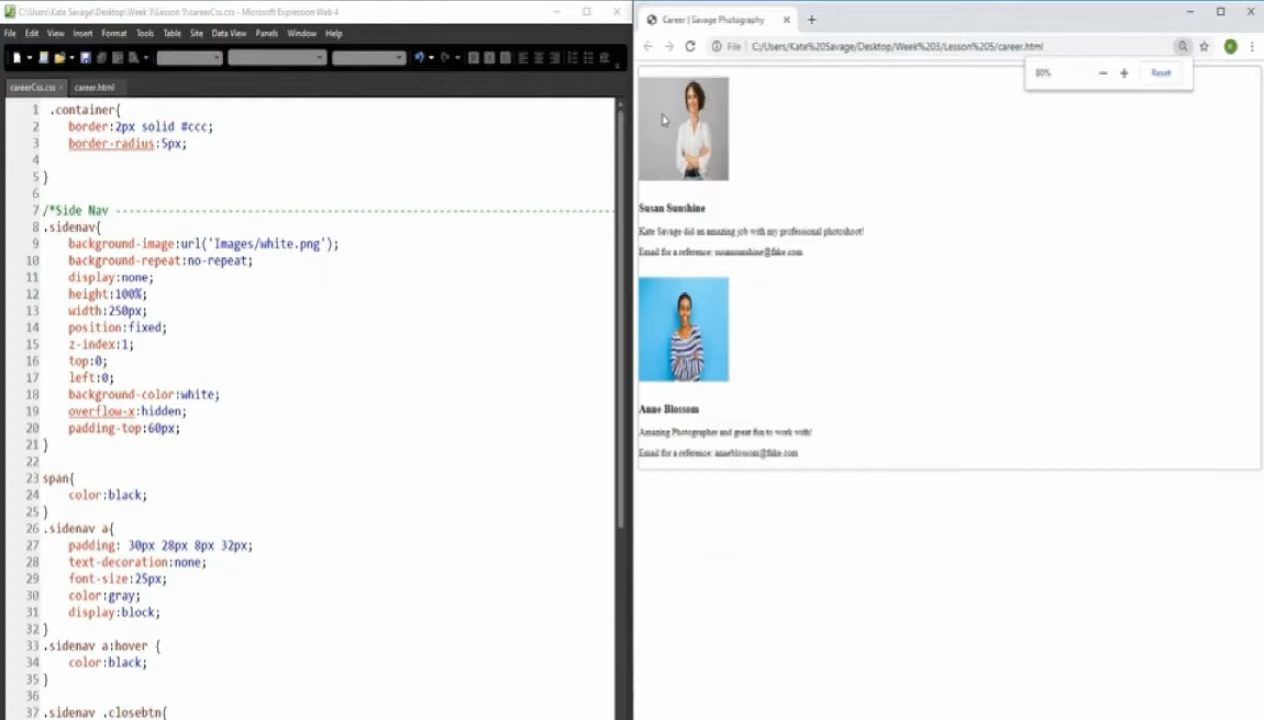 C:\Users\Kate Savage\Desktop\Week 3\Lesson 5\careerCss.css - Microsoft Expression Web 4
File Edit View Insert Format Tools Table Site Data View Panels Window Help
careerCss.css × career.html
1 .container{
2 border:2px solid #ccc;
3 border-radius:5px;
4
5 }
6
7 /*Side Nav ------------------------------------------------------------
8 .sidenav{
9 background-image:url('Images/white.png');
10 background-repeat:no-repeat;
11 display:none;
12 height:100%;
13 width:250px;
14 position:fixed;
15 z-index:1;
16 top:0;
17 left:0;
18 background-color:white;
19 overflow-x:hidden;
20 padding-top:60px;
21 }
22
23 span{
24 color:black;
25 }
26 .sidenav a{
27 padding: 30px 28px 8px 32px;
28 text-decoration:none;
29 font-size:25px;
30 color:gray;
31 display:block;
32 }
33 .sidenav a:hover {
34 color:black;
35 }
36
37 .sidenav .closebtn{
Career | Savage Photography
File | C:/Users/Kate%20Savage/Desktop/Week%203/Lesson%205/career.html
80% − + Reset
Susan Sunshine
Kate Savage did an amazing job with my professional photoshoot!
Email for a reference: susansunshine@fake.com
Anne Blossom
Amazing Photographer and great fun to work with!
Email for a reference: anneblossom@fake.com